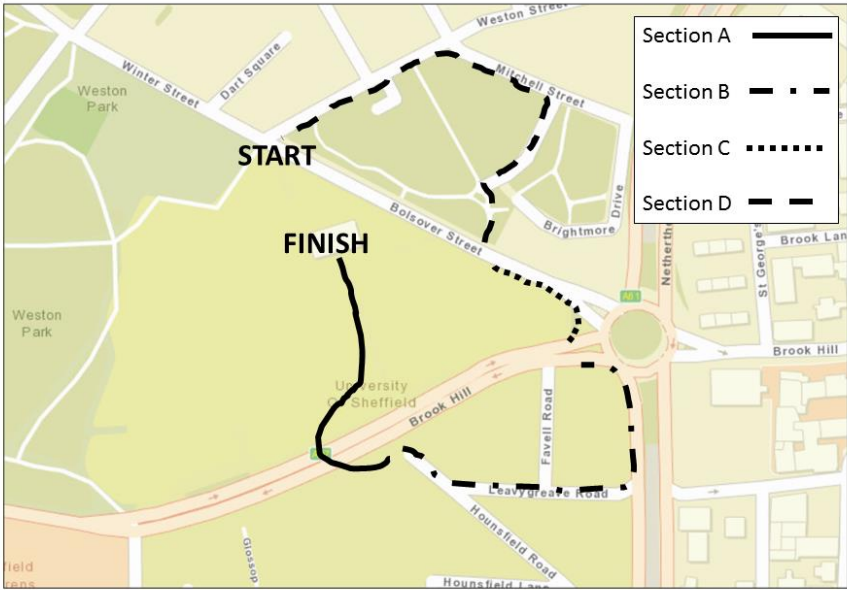 Weston Street
Section A
Section B
Section C
Section D
Winter Street
Dart Square
Weston
Park
Mitchell Street
START
Bolsover Street
Brightmore
Drive
FINISH
St George's
Brook Lan
A61
Weston
Park
Brook Hill
University
Of Sheffield
Brook Hill
Favell Road
Leavygreave Road
Hounsfield Road
Glossop
field
Hounsfield Lane